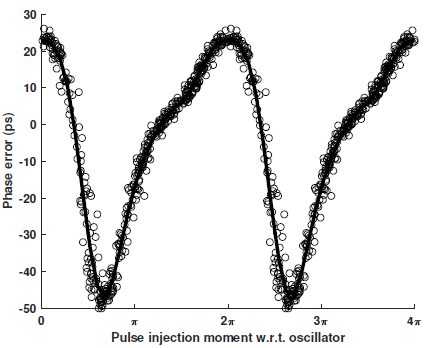 30
20
10
0
-10
-20
-30
-40
-50
Phase error (ps)
0
π
2π
3π
4π
Pulse injection moment w.r.t. oscillator